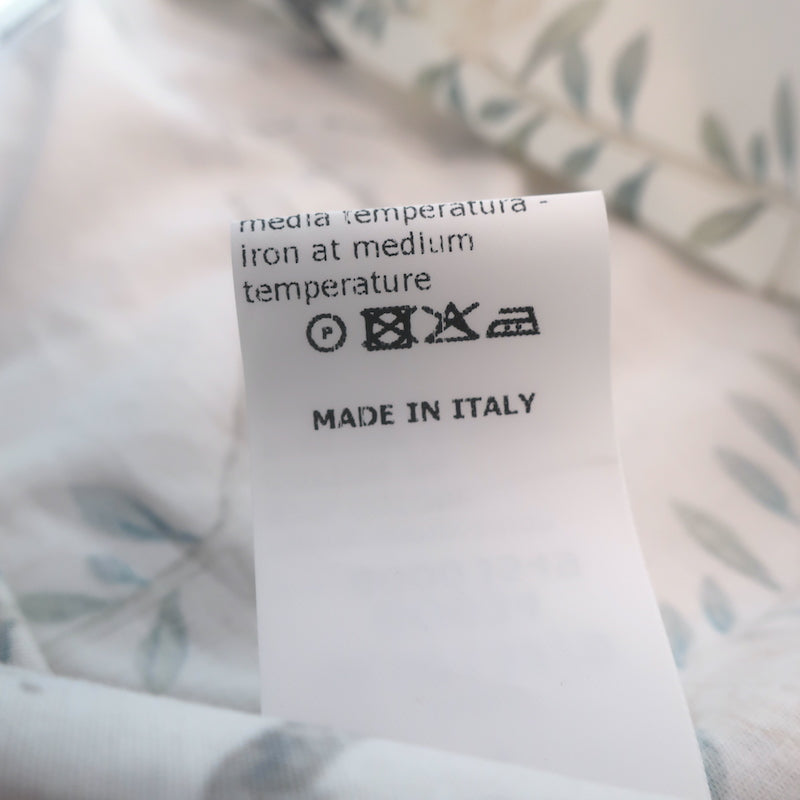 media temperatura -
iron at medium
temperature
P
MADE IN ITALY